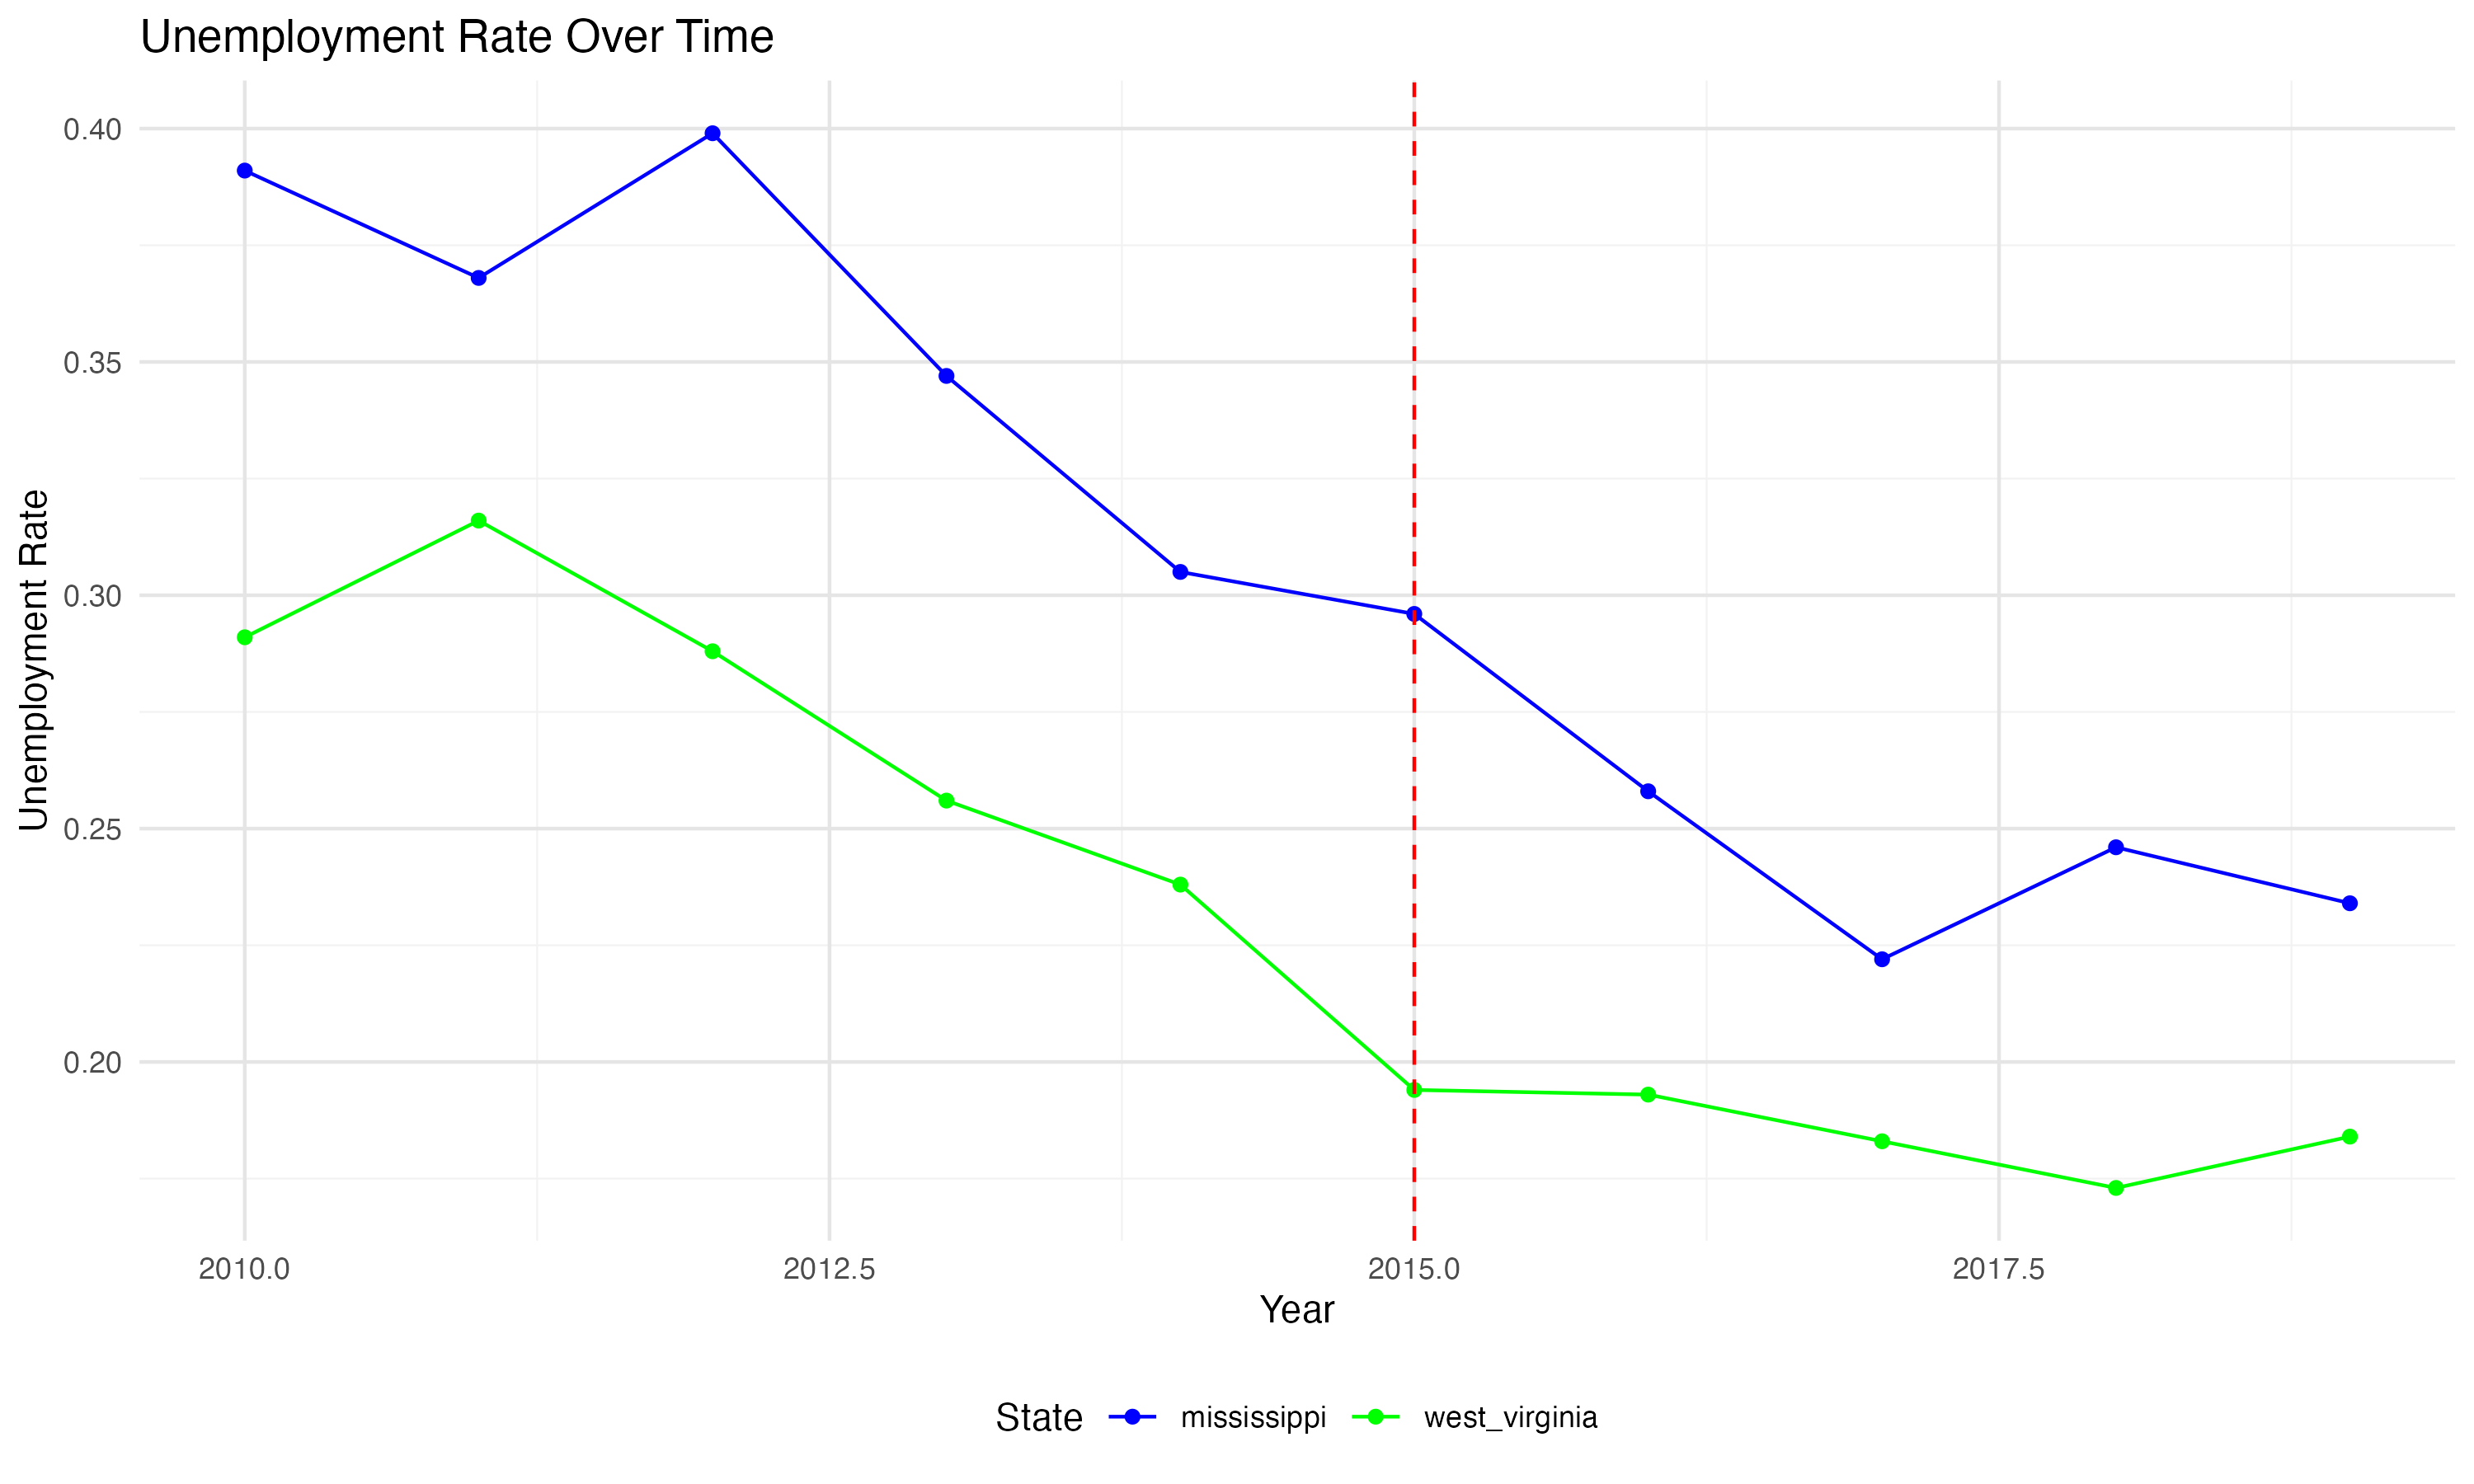 Unemployment Rate Over Time
Unemployment Rate
0.40
0.35
0.30
0.25
0.20
2010.0 2012.5 2015.0 2017.5
Year
State mississippi west_virginia